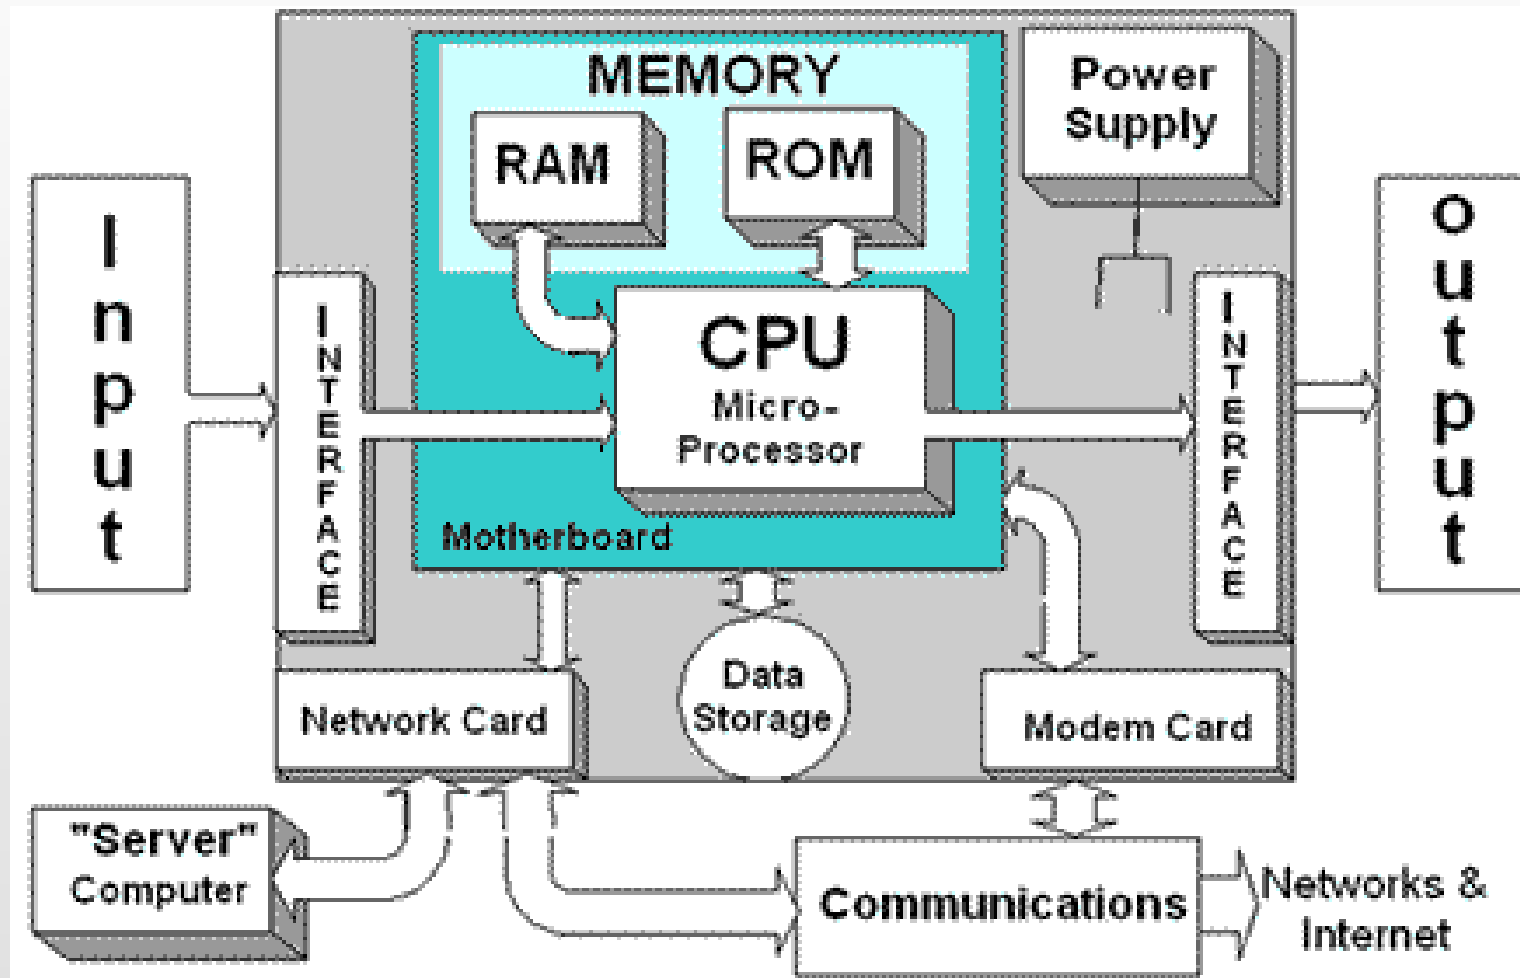 MEMORY
RAM
ROM
Power
Supply
Input
INTERFACE
CPU
Micro-
Processor
INTERFACE
output
Motherboard
Network Card
Data
Storage
Modem Card
"Server"
Computer
Communications
Networks &
Internet